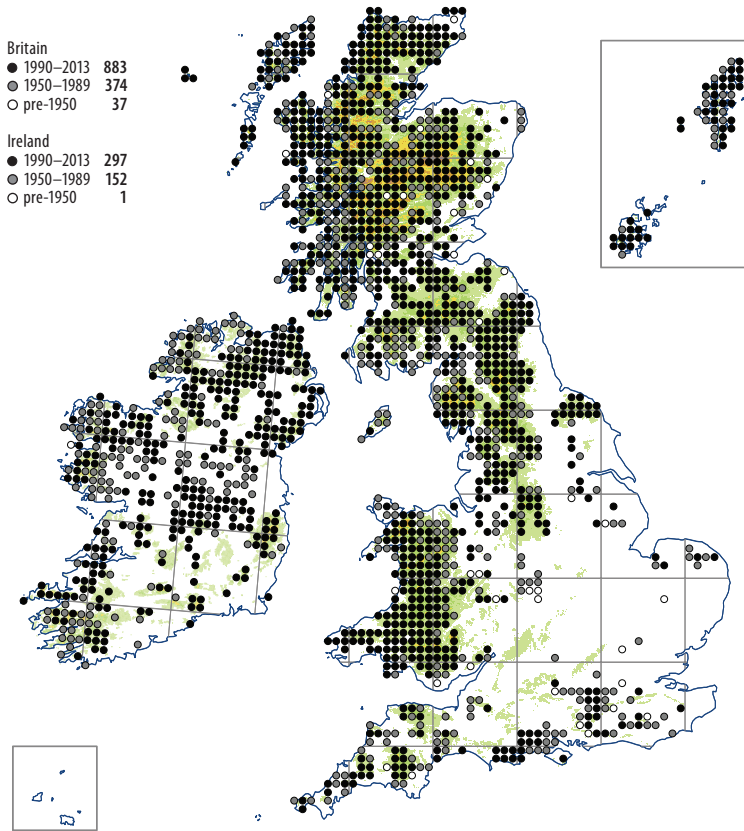 Britain
● 1990–2013 883
● 1950–1989 374
○ pre-1950 37
Ireland
● 1990–2013 297
● 1950–1989 152
○ pre-1950 1